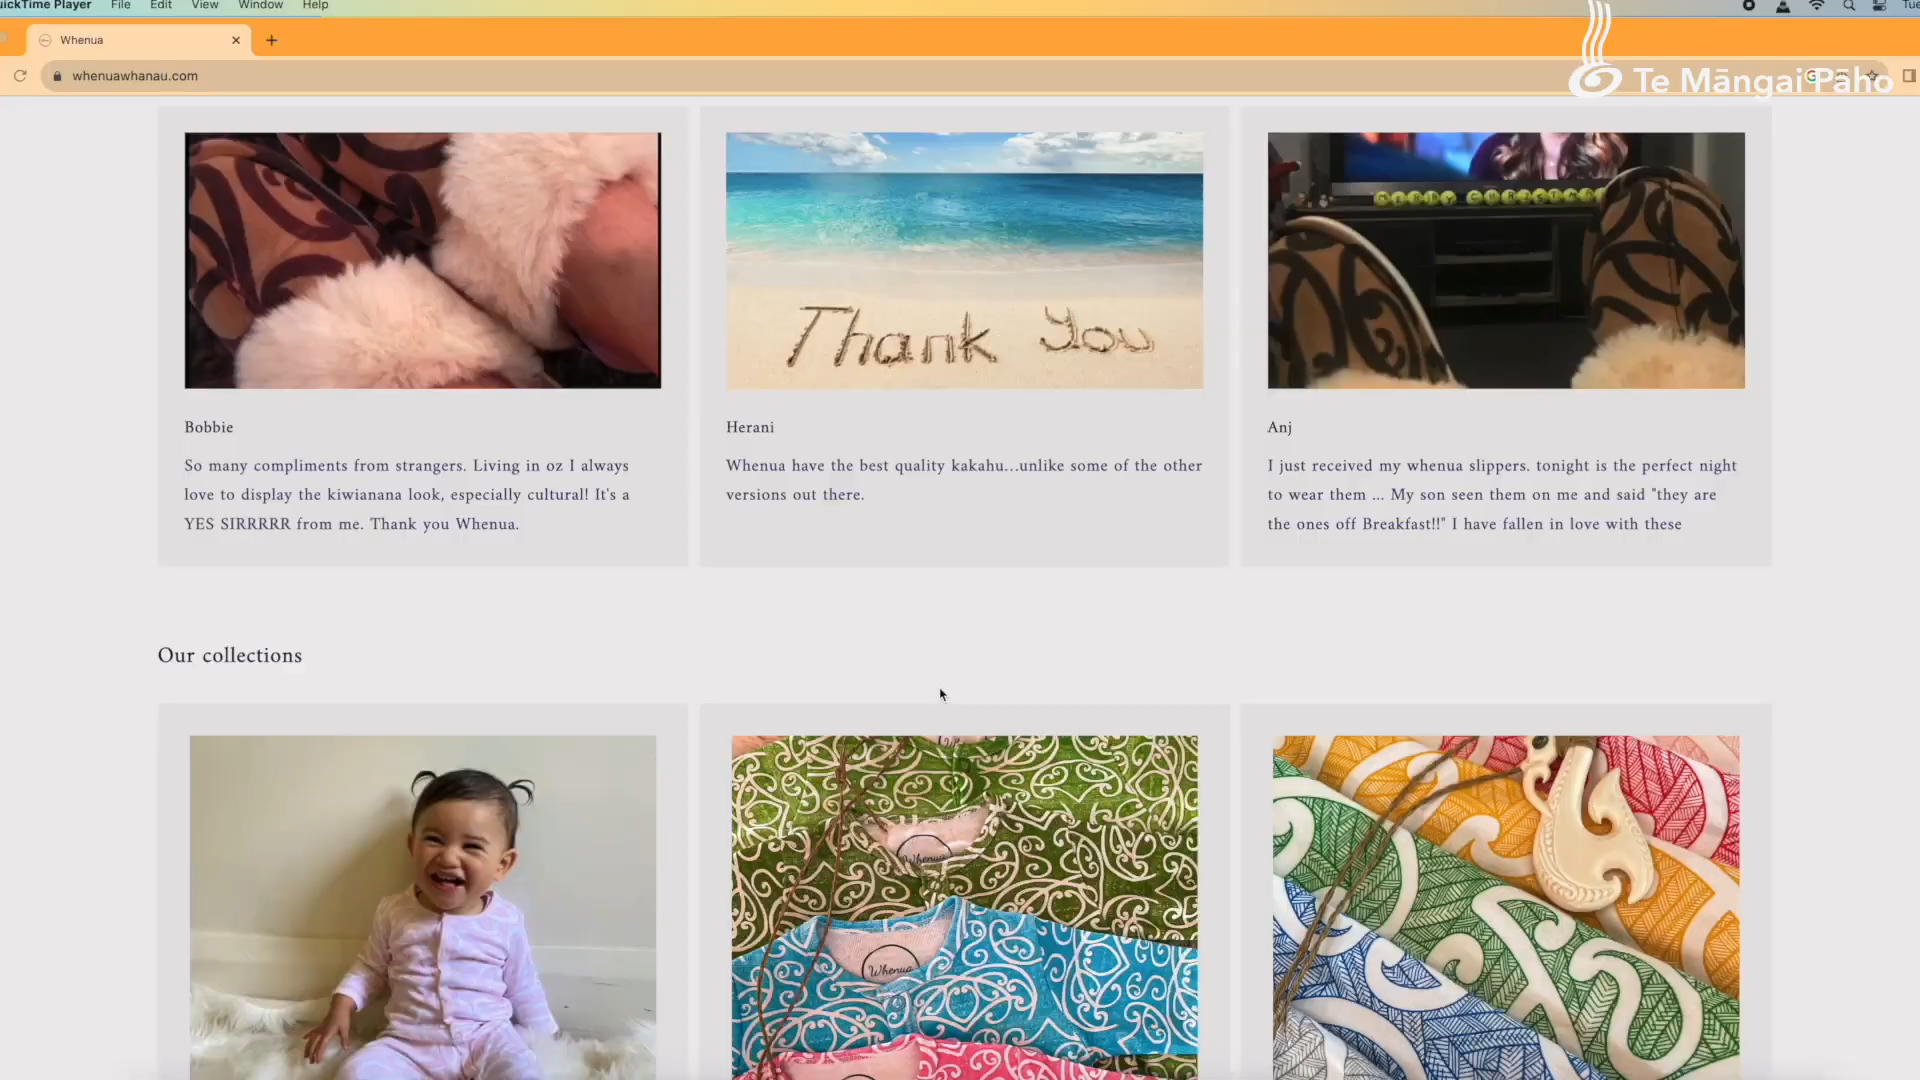 QuickTime Player File Edit View Window Help
Whenua
whenuawhanau.com
Te Māngai Pāho
MERRY CHRISTMAS
Thank You
Bobbie
So many compliments from strangers. Living in oz I always
love to display the kiwianana look, especially cultural! It's a
YES SIRRRRR from me. Thank you Whenua.
Herani
Whenua have the best quality kakahu...unlike some of the other
versions out there.
Anj
I just received my whenua slippers. tonight is the perfect night
to wear them ... My son seen them on me and said "they are
the ones off Breakfast!!" I have fallen in love with these
Our collections
Whenua
Whenua